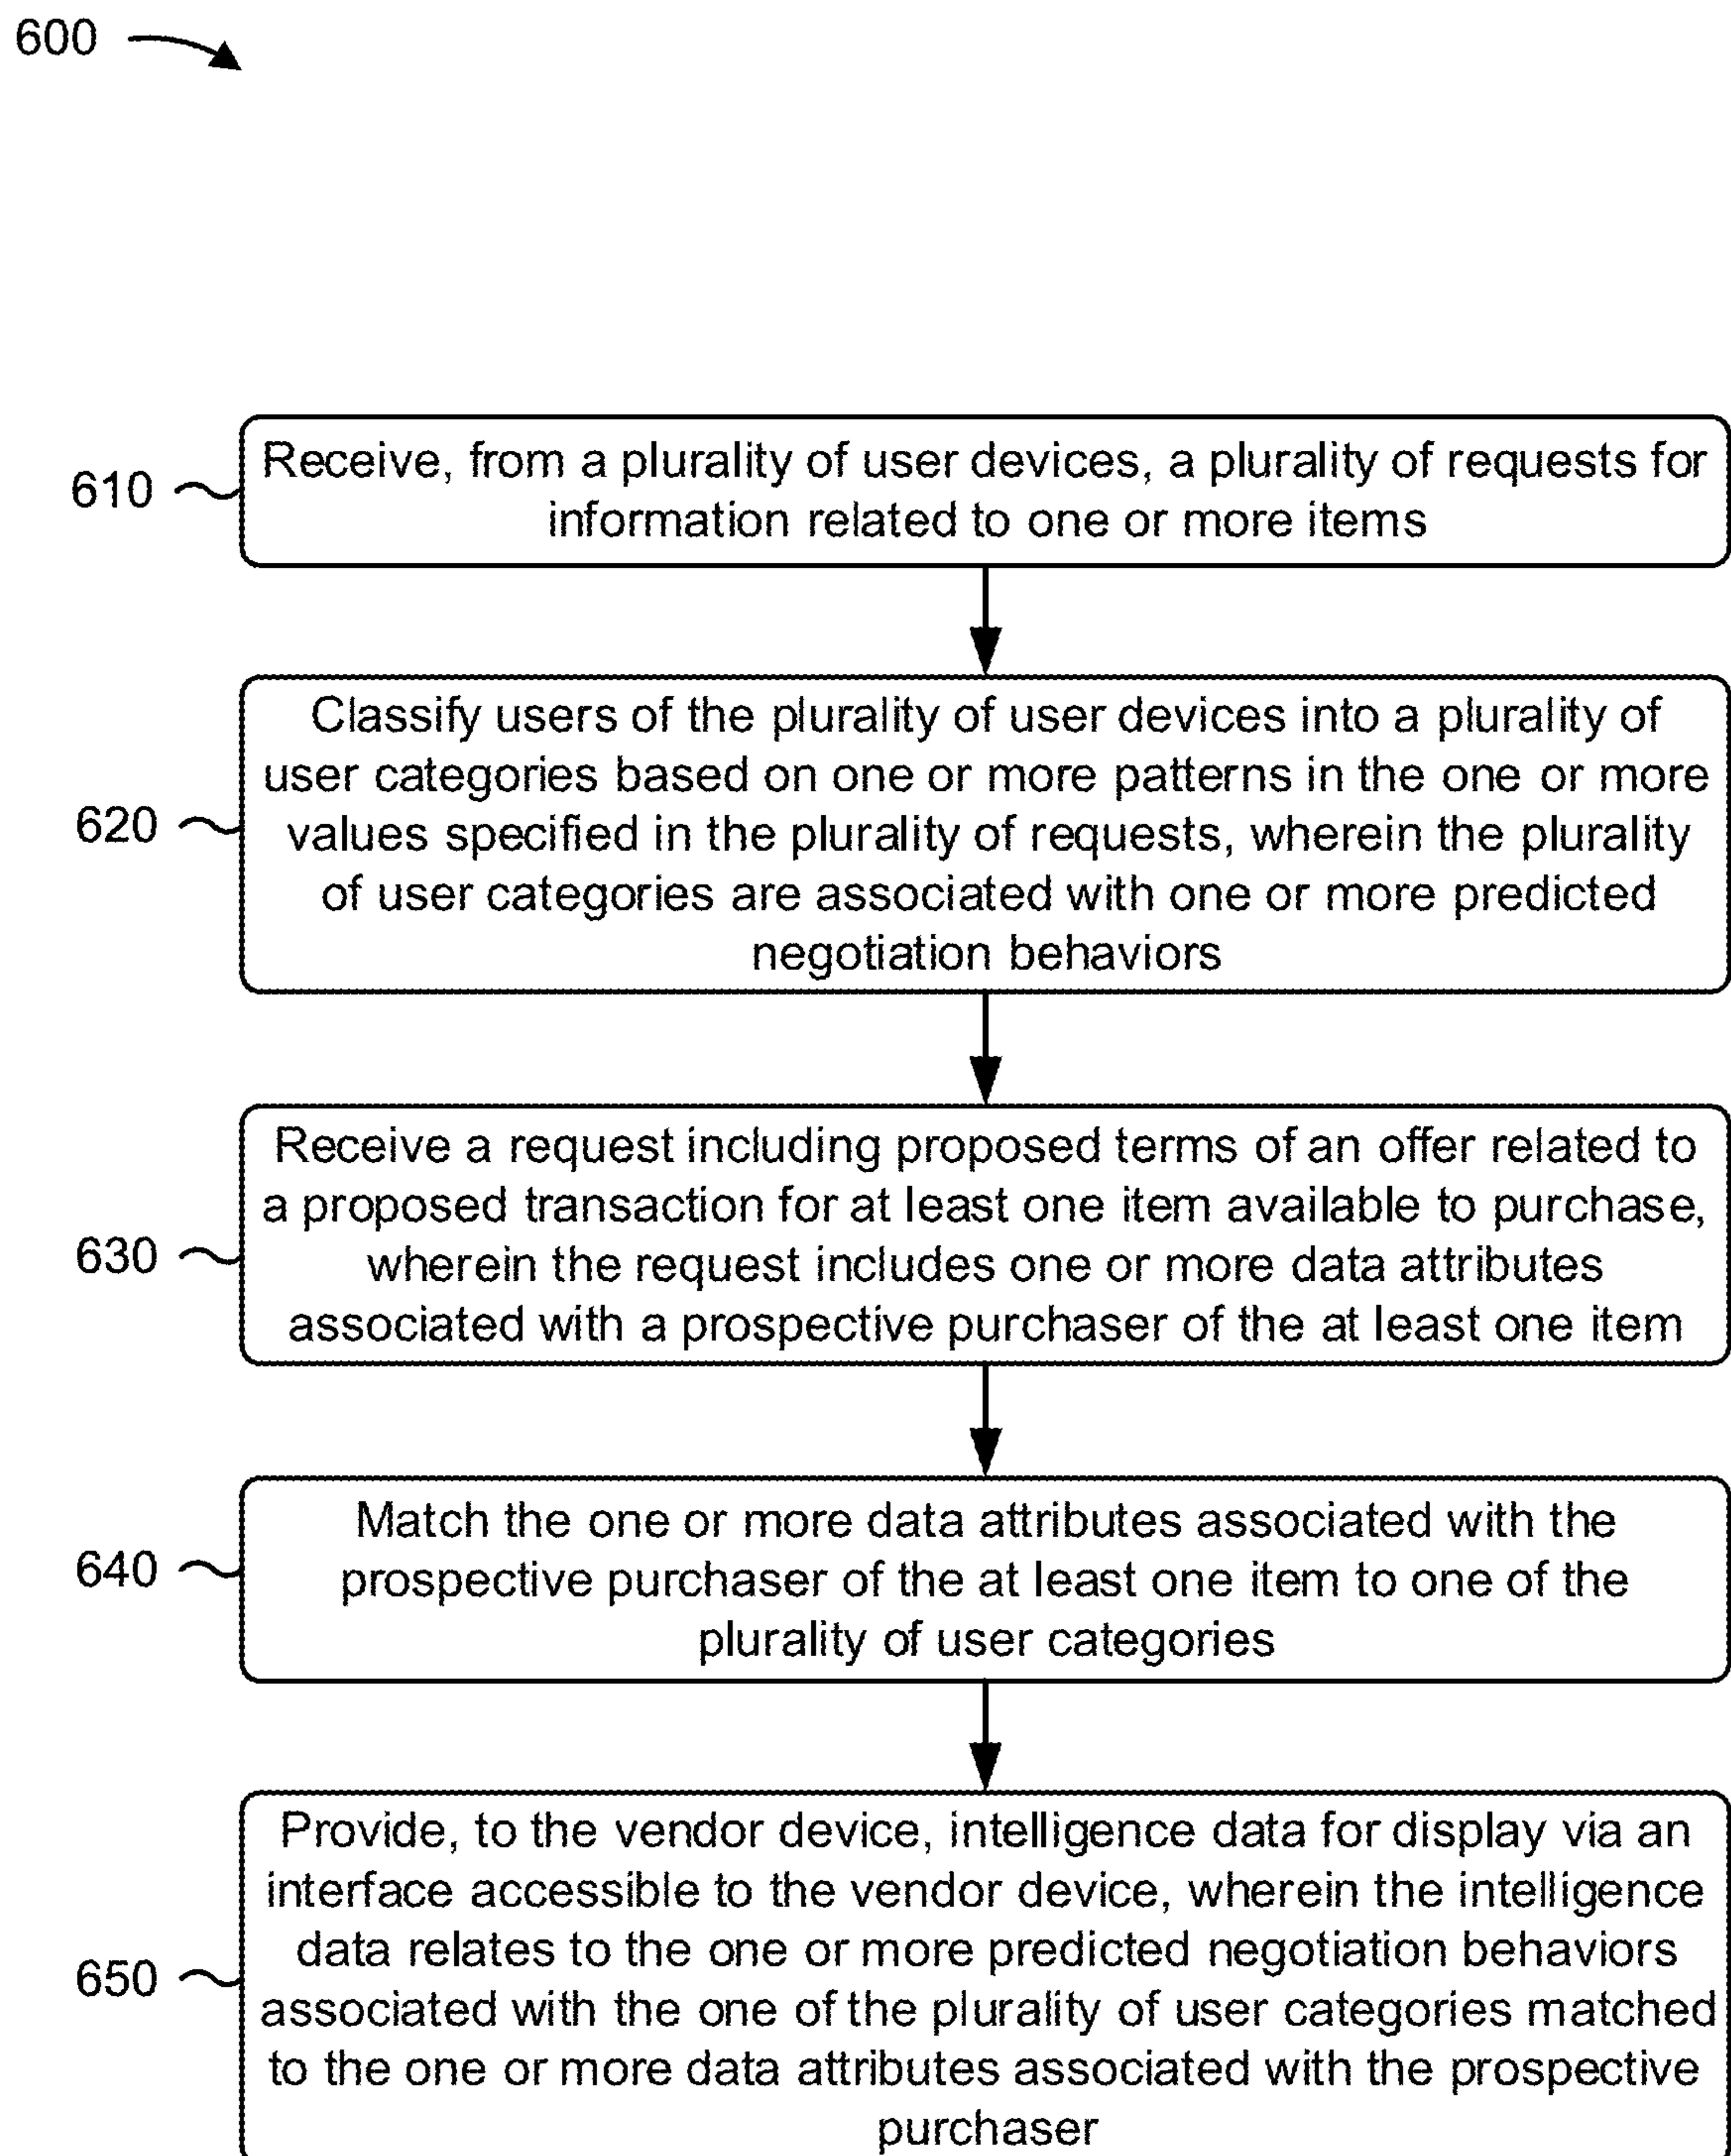 600
610
Receive, from a plurality of user devices, a plurality of requests for
information related to one or more items
620
Classify users of the plurality of user devices into a plurality of
user categories based on one or more patterns in the one or more
values specified in the plurality of requests, wherein the plurality
of user categories are associated with one or more predicted
negotiation behaviors
630
Receive a request including proposed terms of an offer related to
a proposed transaction for at least one item available to purchase,
wherein the request includes one or more data attributes
associated with a prospective purchaser of the at least one item
640
Match the one or more data attributes associated with the
prospective purchaser of the at least one item to one of the
plurality of user categories
650
Provide, to the vendor device, intelligence data for display via an
interface accessible to the vendor device, wherein the intelligence
data relates to the one or more predicted negotiation behaviors
associated with the one of the plurality of user categories matched
to the one or more data attributes associated with the prospective
purchaser